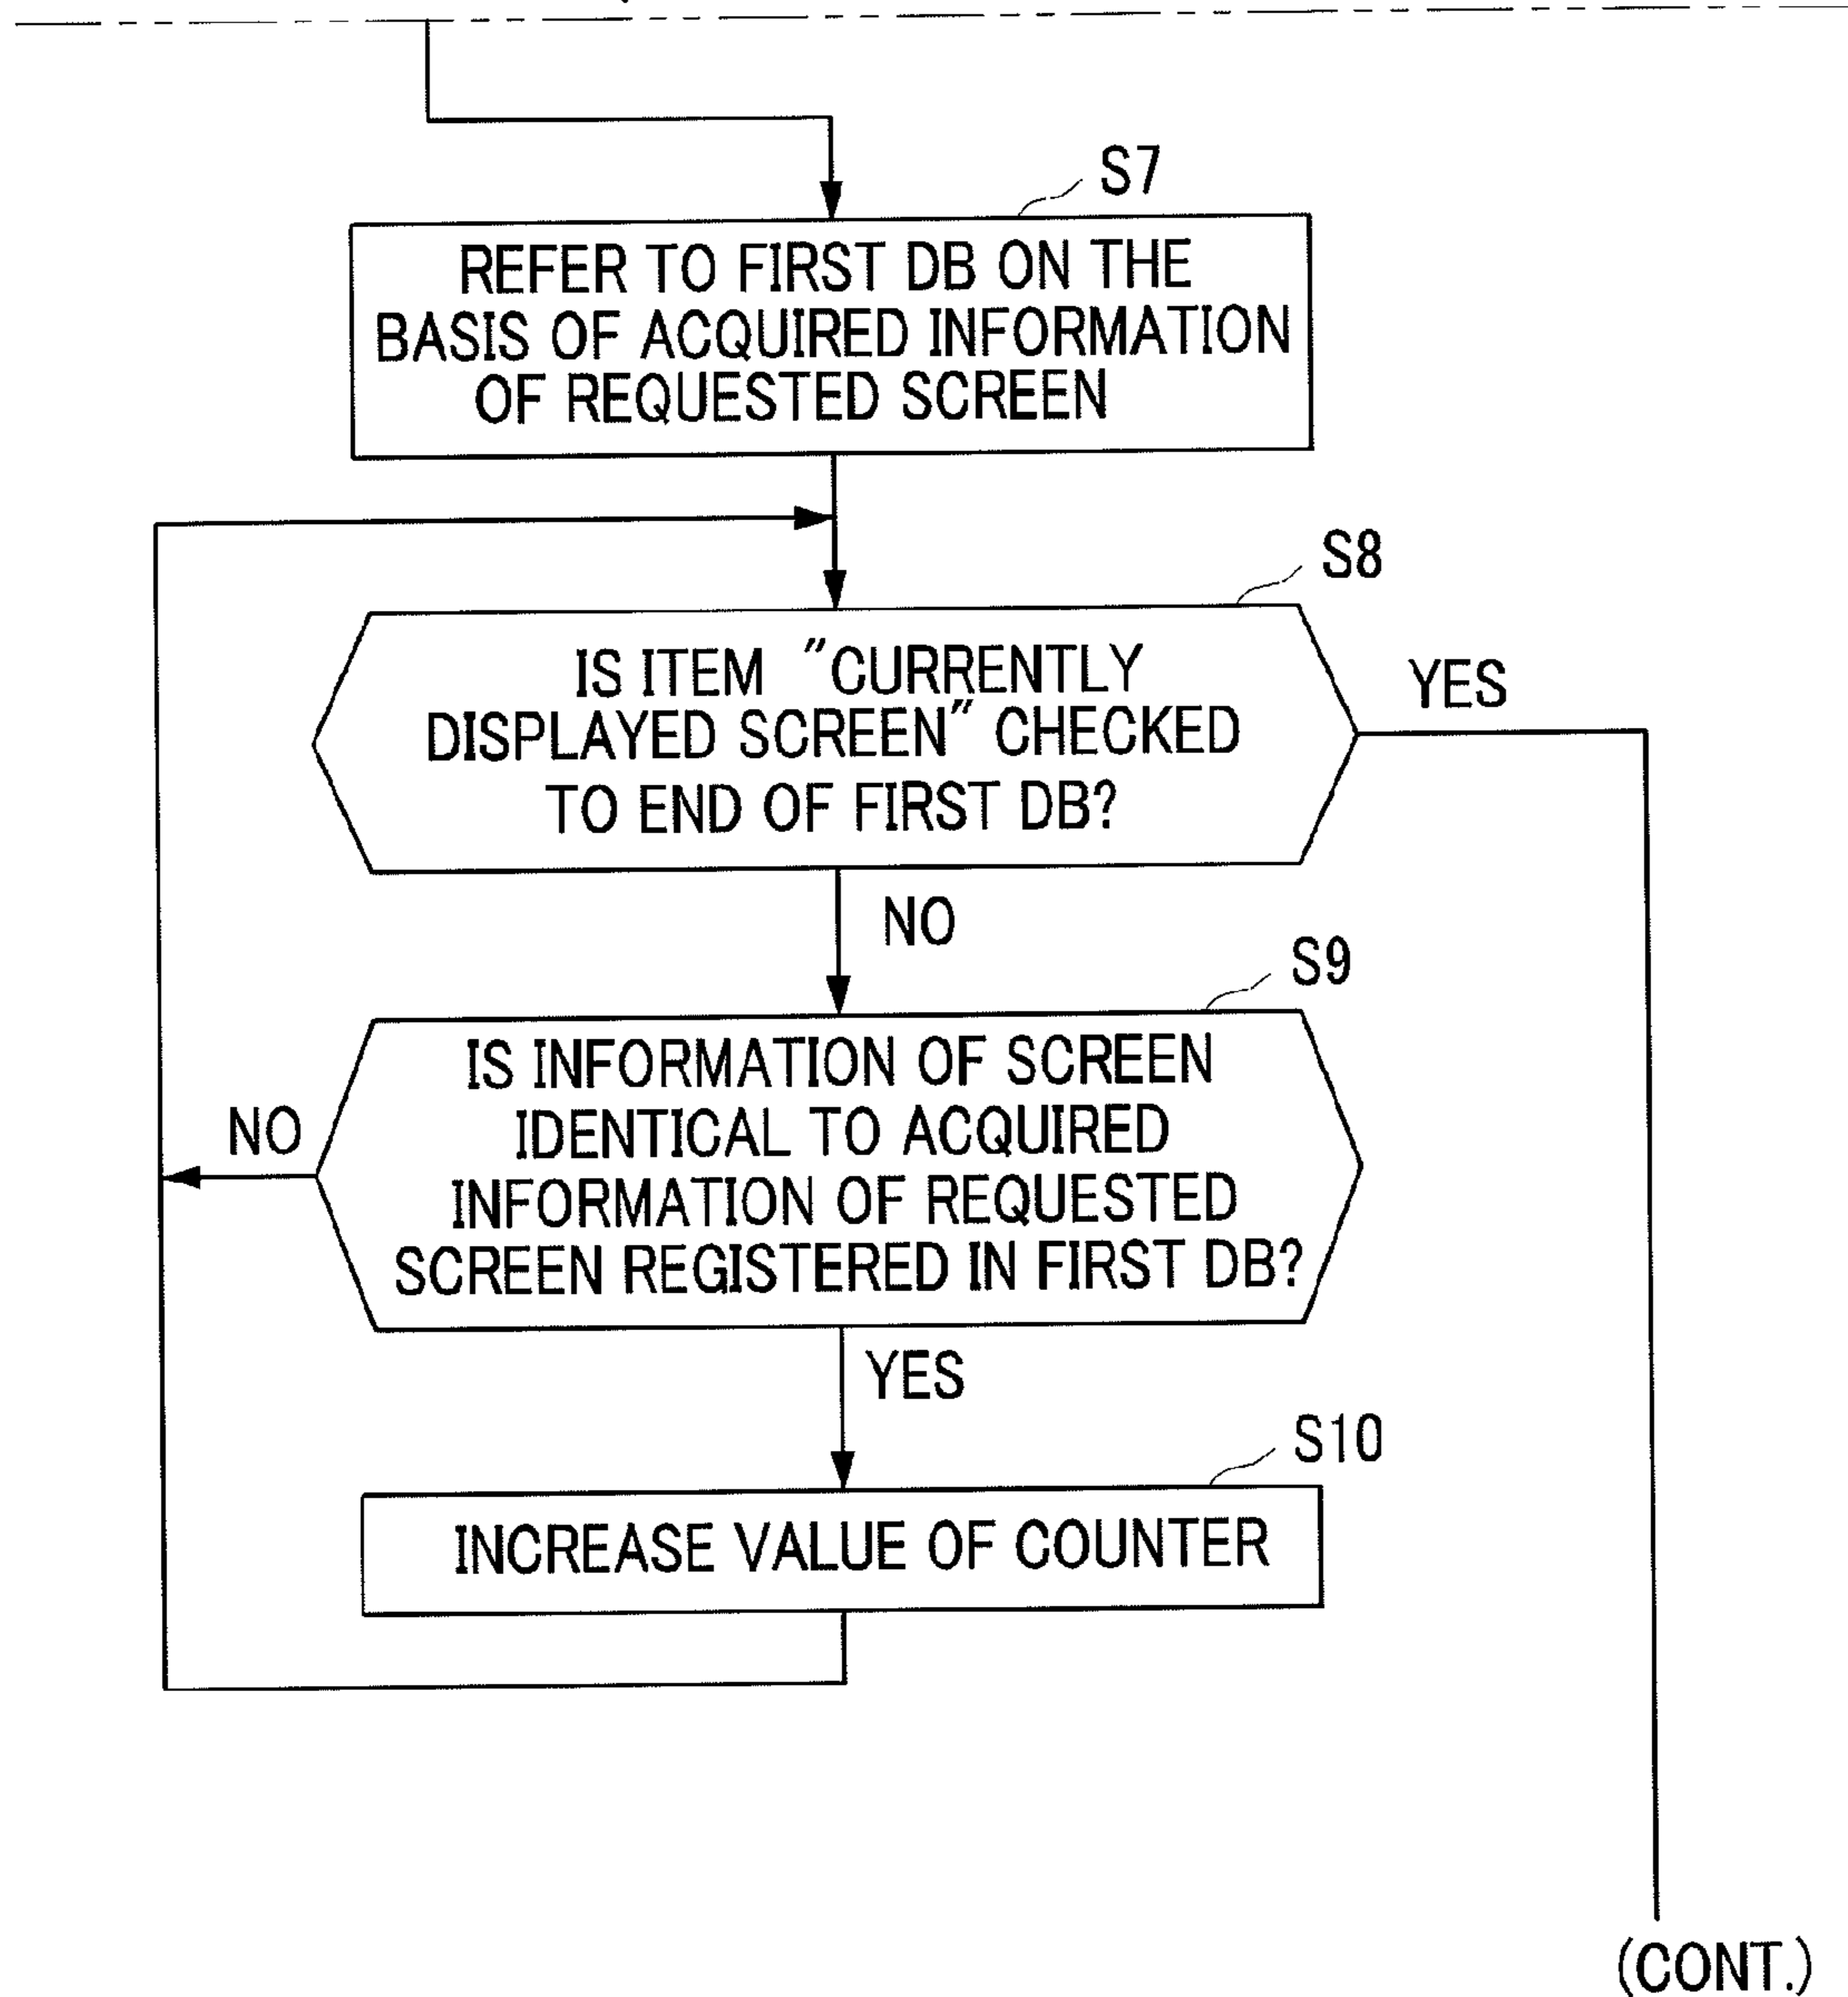 S7
REFER TO FIRST DB ON THE
BASIS OF ACQUIRED INFORMATION
OF REQUESTED SCREEN
S8
IS ITEM "CURRENTLY
DISPLAYED SCREEN" CHECKED
TO END OF FIRST DB?
YES
NO
S9
IS INFORMATION OF SCREEN
IDENTICAL TO ACQUIRED
INFORMATION OF REQUESTED
SCREEN REGISTERED IN FIRST DB?
NO
YES
S10
INCREASE VALUE OF COUNTER
(CONT.)